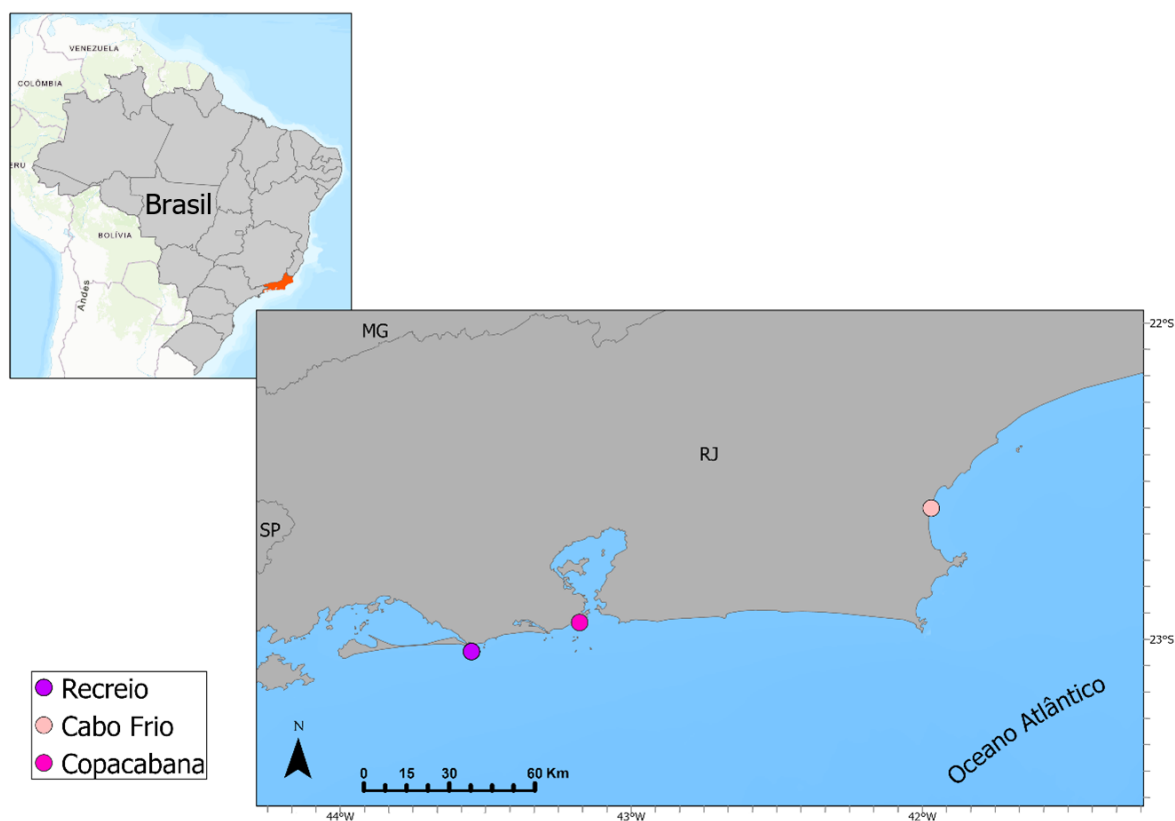 VENEZUELA
COLÔMBIA
ERU
Brasil
BOLÍVIA
Andes
MG
22°S
RJ
SP
23°S
Recreio
Cabo Frio
Copacabana
N
0 15 30 60 Km
Oceano Atlântico
44°W 43°W 42°W